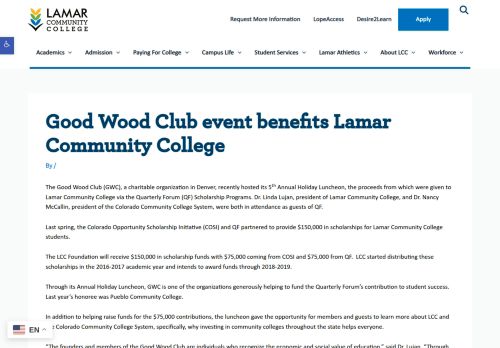 LAMAR
COMMUNITY
COLLEGE
Request More Information LopeAccess Desire2Learn Apply
Academics Admission Paying For College Campus Life Student Services Lamar Athletics About LCC Workforce
Good Wood Club event benefits Lamar
Community College
By /
The Good Wood Club (GWC), a charitable organization in Denver, recently hosted its 5th Annual Holiday Luncheon, the proceeds from which were given to
Lamar Community College via the Quarterly Forum (QF) Scholarship Programs. Dr. Linda Lujan, president of Lamar Community College, and Dr. Nancy
McCallin, president of the Colorado Community College System, were both in attendance as guests of QF.
Last spring, the Colorado Opportunity Scholarship Initiative (COSI) and QF partnered to provide $150,000 in scholarships for Lamar Community College
students.
The LCC Foundation will receive $150,000 in scholarship funds with $75,000 coming from COSI and $75,000 from QF. LCC started distributing these
scholarships in the 2016-2017 academic year and intends to award funds through 2018-2019.
Through its Annual Holiday Luncheon, GWC is one of the organizations generously helping to fund the Quarterly Forum's contribution to student success.
Last year's honoree was Pueblo Community College.
In addition to helping raise funds for the $75,000 contributions, the luncheon gave the opportunity for members and guests to learn more about LCC and
Colorado Community College System, specifically, why investing in community colleges throughout the state helps everyone.
EN
"The founders and members of the Good Wood Club are individuals who recognize the economic and social value of education," said Dr. Lujan. "Through